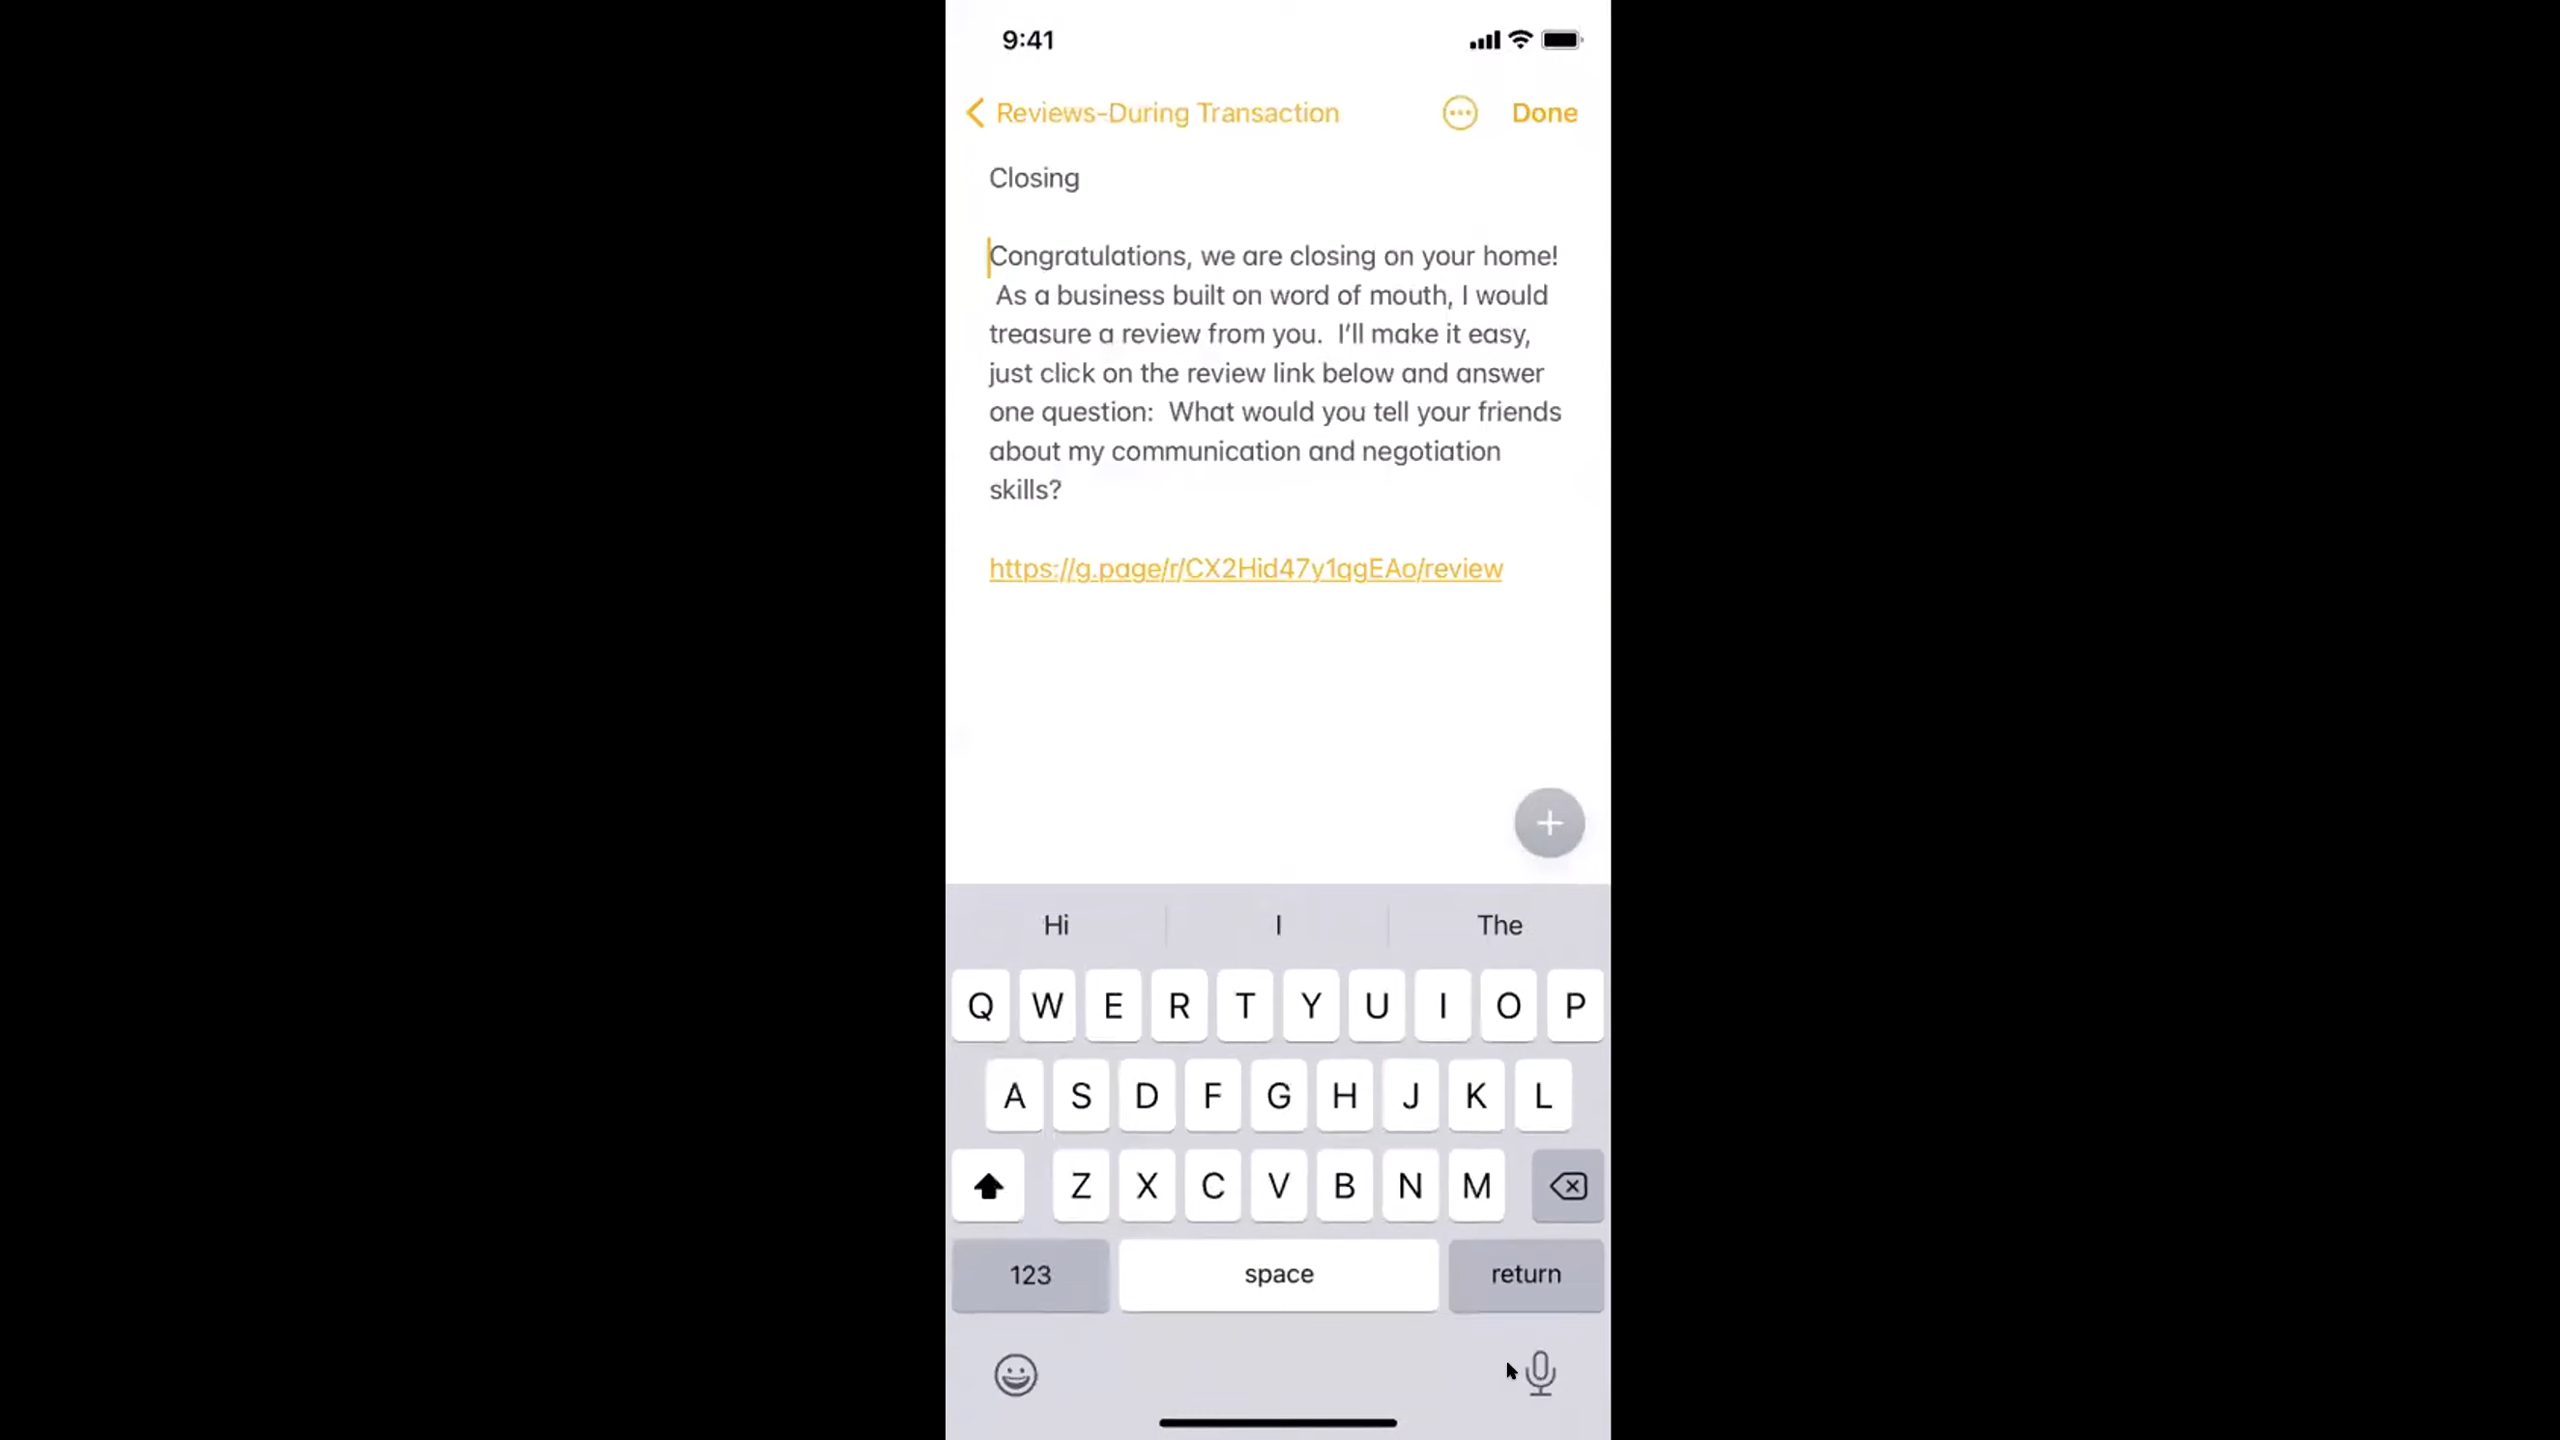 9:41
Reviews-During Transaction
Done
Closing
Congratulations, we are closing on your home!
As a business built on word of mouth, I would
treasure a review from you.  I'll make it easy,
just click on the review link below and answer
one question:  What would you tell your friends
about my communication and negotiation
skills?
https://g.page/r/CX2Hid47y1qgEAo/review
Hi I The
Q W E R T Y U I O P
A S D F G H J K L
Z X C V B N M
123 space return